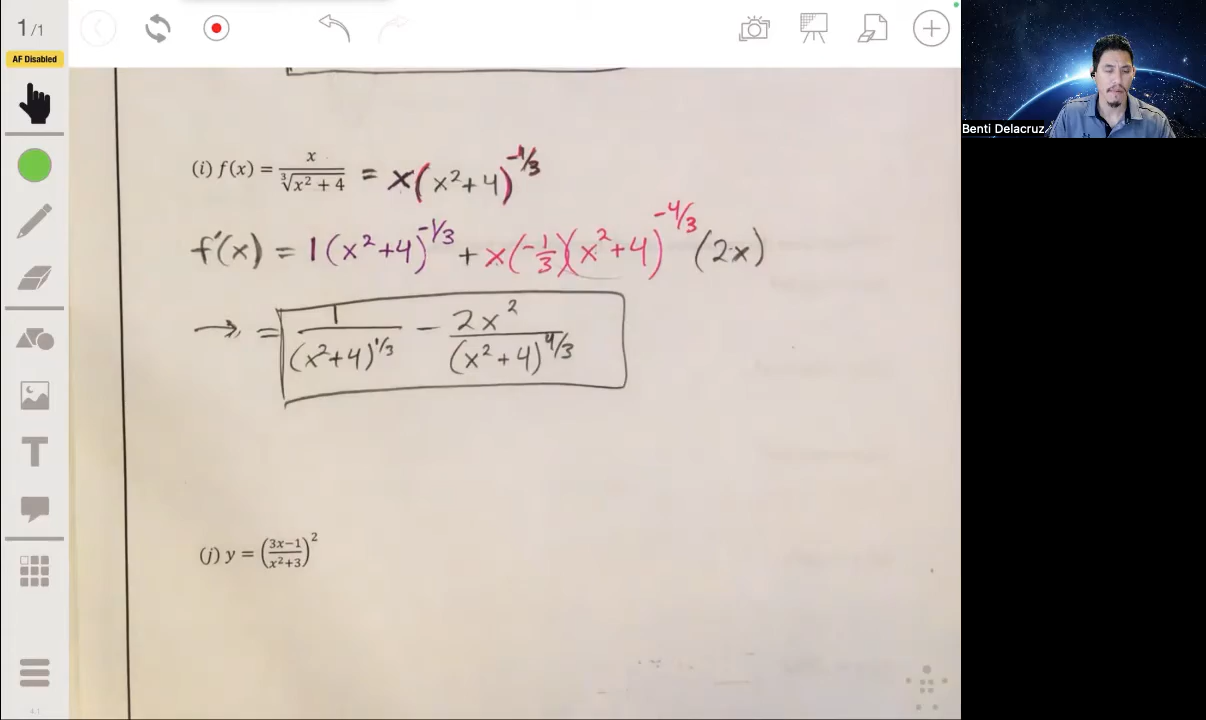 1/1
AF Disabled
Benti Delacruz
(i) f(x) = x/∛(x² + 4) = x(x²+4)^(-1/3)
f'(x) = 1(x²+4)^(-1/3) + x(-1/3)(x²+4)^(-4/3) (2x)
→ = 1/(x²+4)^(1/3) − 2x²/(x²+4)^(4/3)
(j) y = ((3x−1)/(x²+3))²
T
4.1